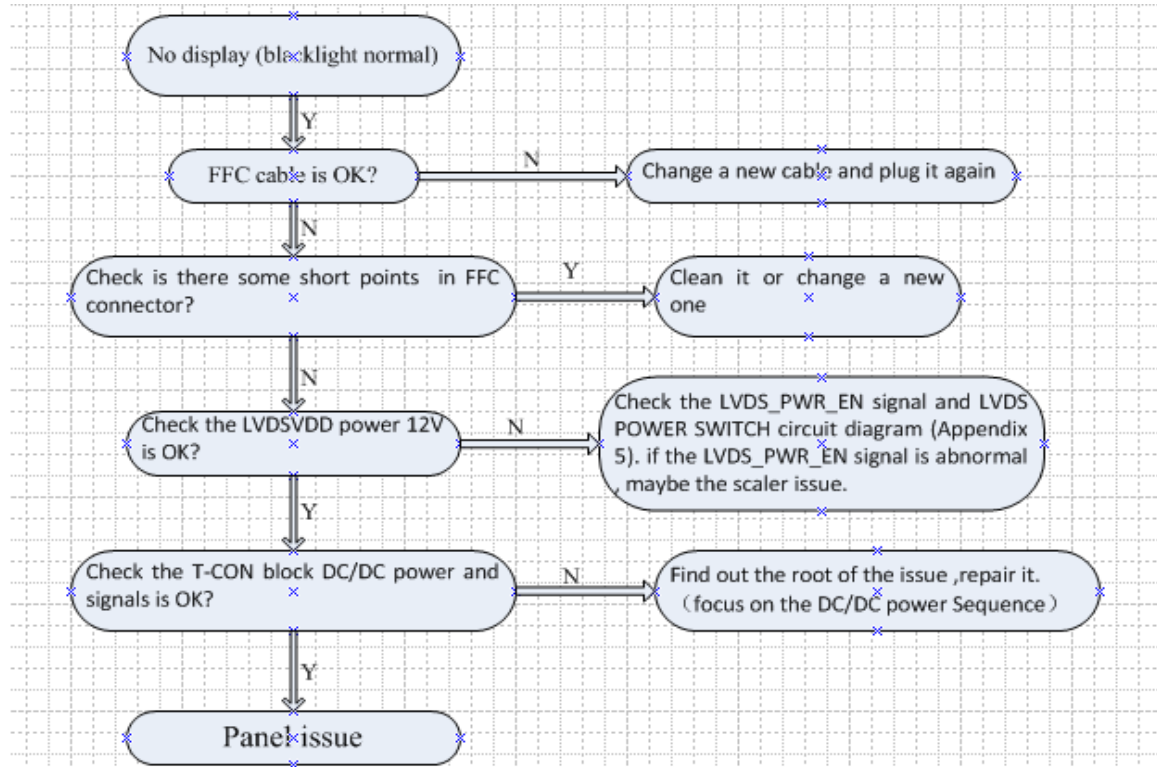 No display (blacklight normal)
Y
FFC cable is OK?
N
Change a new cable and plug it again
N
Check is there some short points in FFC
connector?
Y
Clean it or change a new
one
N
Check the LVDSVDD power 12V
is OK?
N
Check the LVDS_PWR_EN signal and LVDS
POWER SWITCH circuit diagram (Appendix
5). if the LVDS_PWR_EN signal is abnormal
, maybe the scaler issue.
Y
Check the T-CON block DC/DC power and
signals is OK?
N
Find out the root of the issue ,repair it.
（focus on the DC/DC power Sequence）
Y
Panel issue